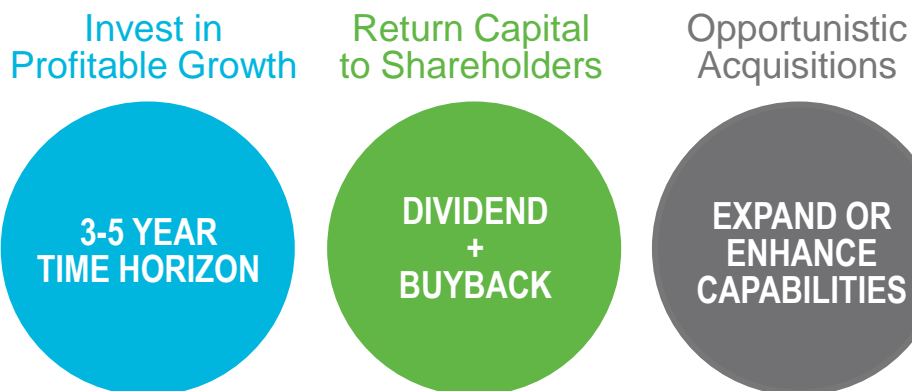 Invest in
Profitable Growth
3-5 YEAR
TIME HORIZON
Return Capital
to Shareholders
DIVIDEND
+
BUYBACK
Opportunistic
Acquisitions
EXPAND OR
ENHANCE
CAPABILITIES